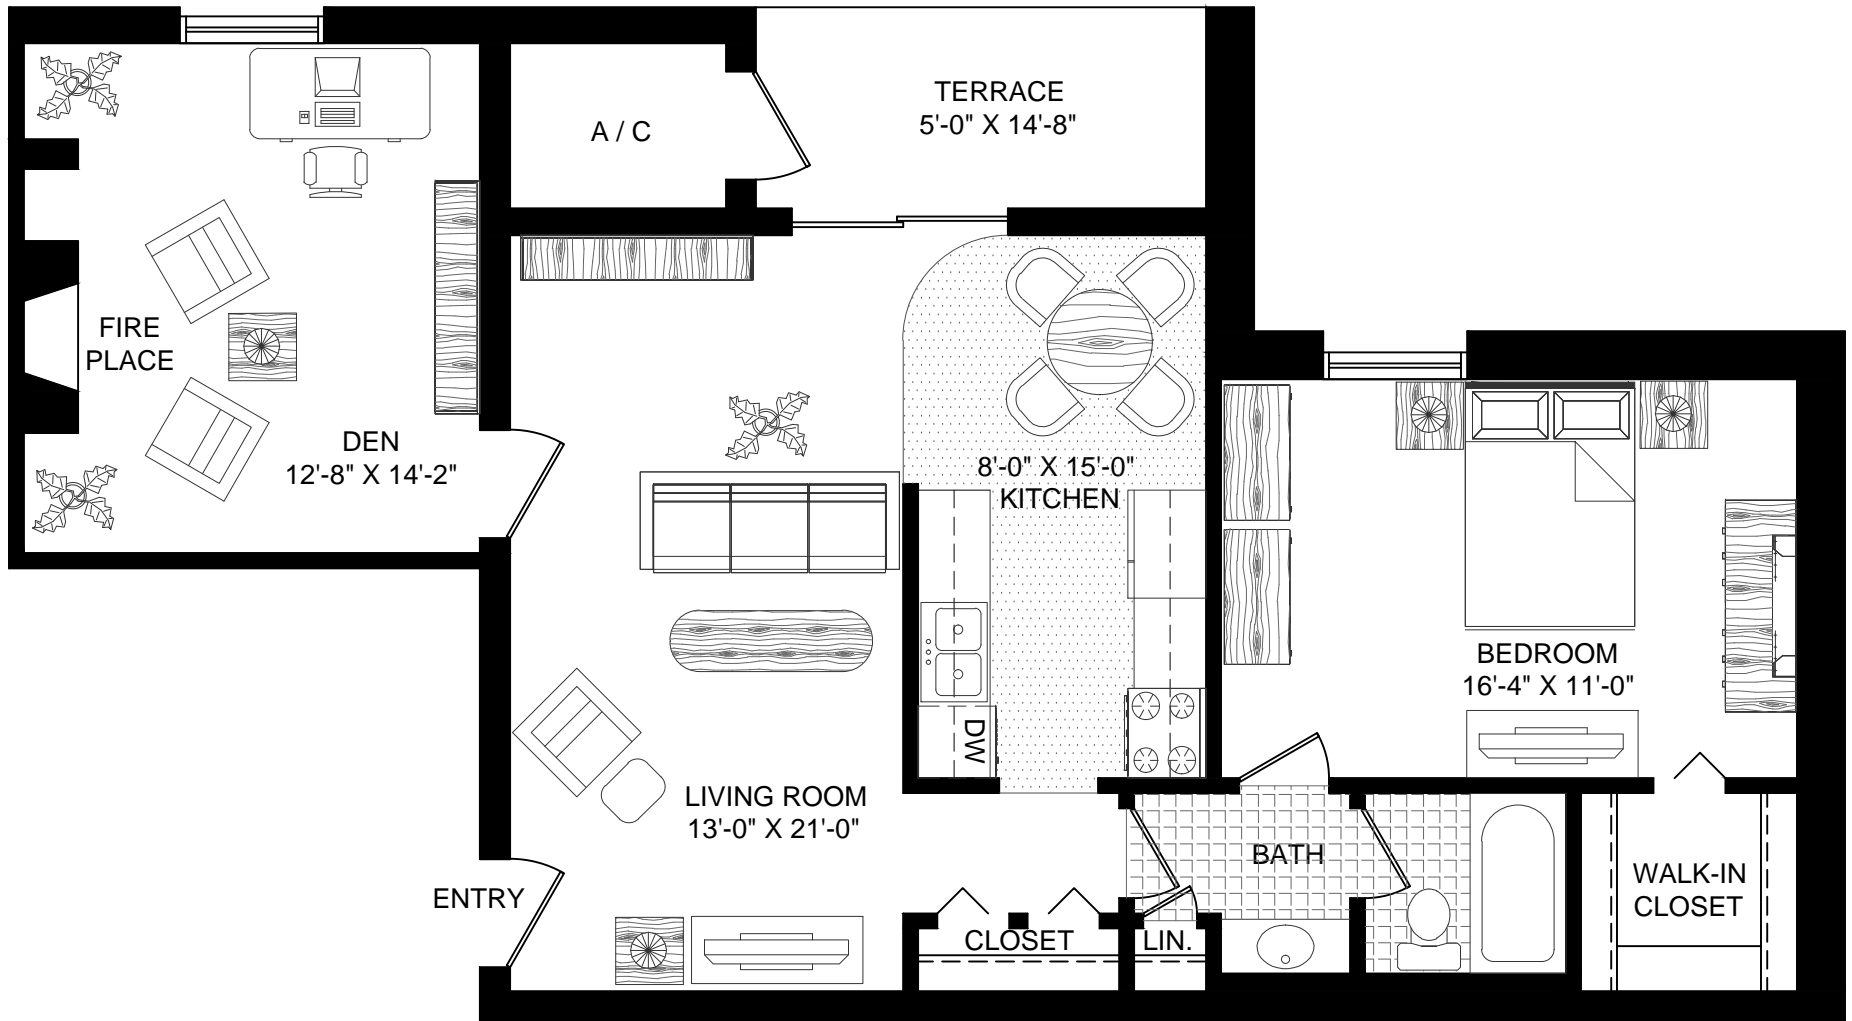 TERRACE
5'-0" X 14'-8"
A / C
FIRE
PLACE
DEN
12'-8" X 14'-2"
8'-0" X 15'-0"
KITCHEN
BEDROOM
16'-4" X 11'-0"
DW
LIVING ROOM
13'-0" X 21'-0"
BATH
ENTRY
WALK-IN
CLOSET
CLOSET
LIN.